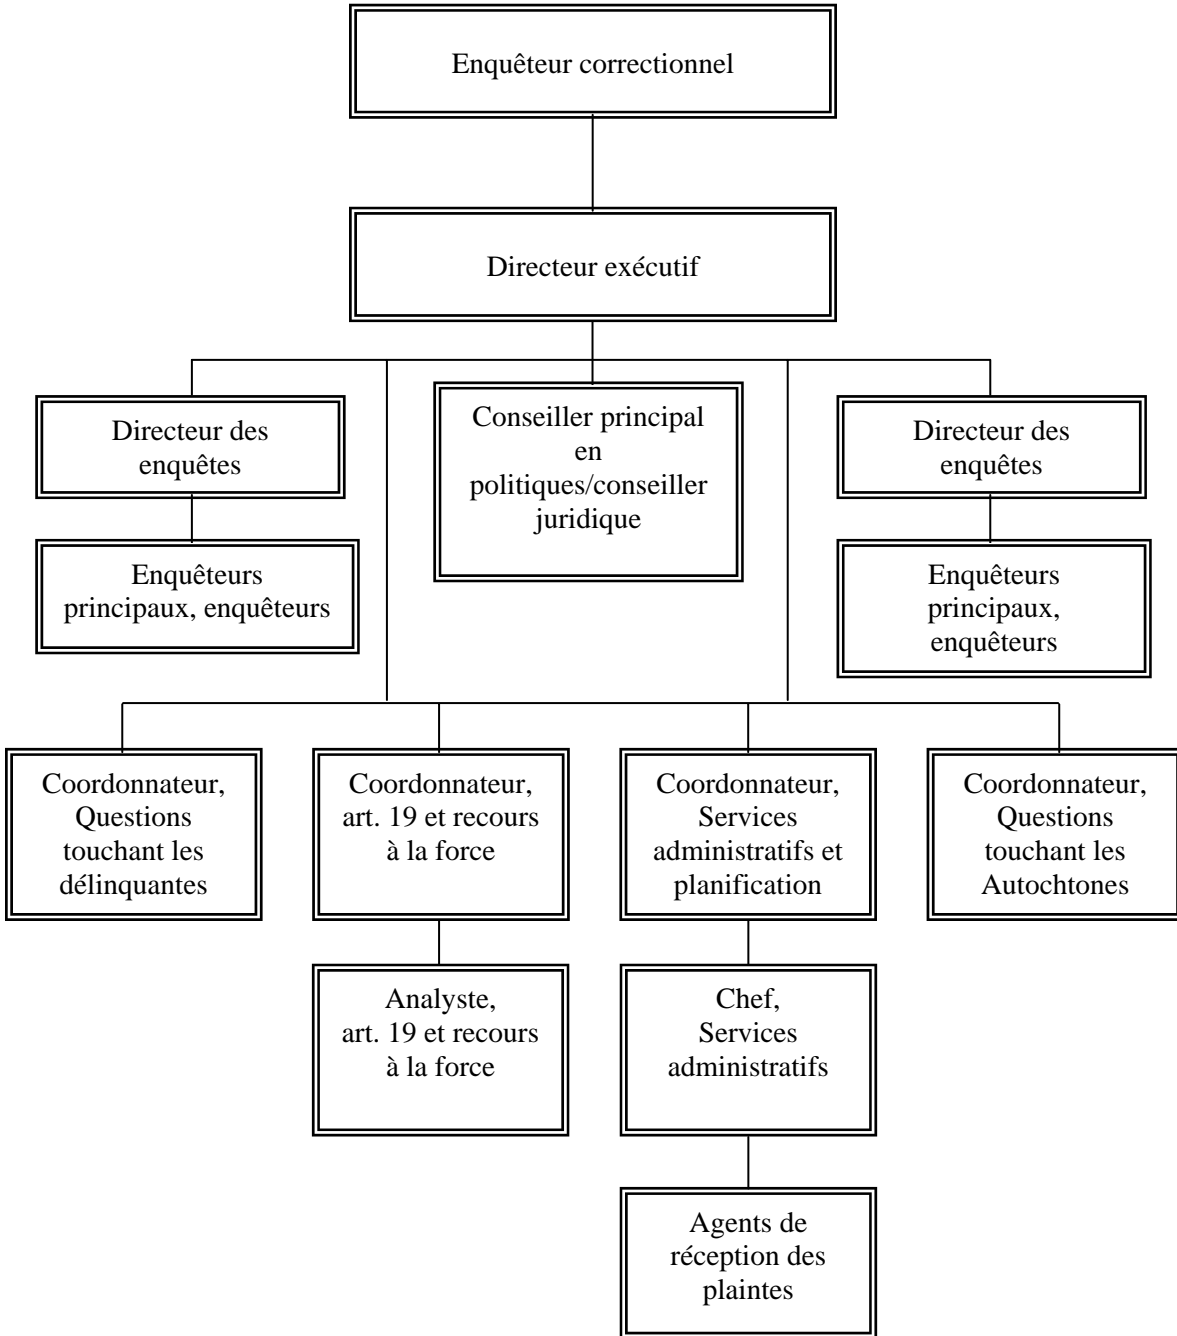 Enquêteur correctionnel
Directeur exécutif
Directeur des
enquêtes
Conseiller principal
en
politiques/conseiller
juridique
Directeur des
enquêtes
Enquêteurs
principaux, enquêteurs
Enquêteurs
principaux,
enquêteurs
Coordonnateur,
Questions
touchant les
délinquantes
Coordonnateur,
art. 19 et recours
à la force
Coordonnateur,
Services
administratifs et
planification
Coordonnateur,
Questions
touchant les
Autochtones
Analyste,
art. 19 et recours
à la force
Chef,
Services
administratifs
Agents de
réception des
plaintes